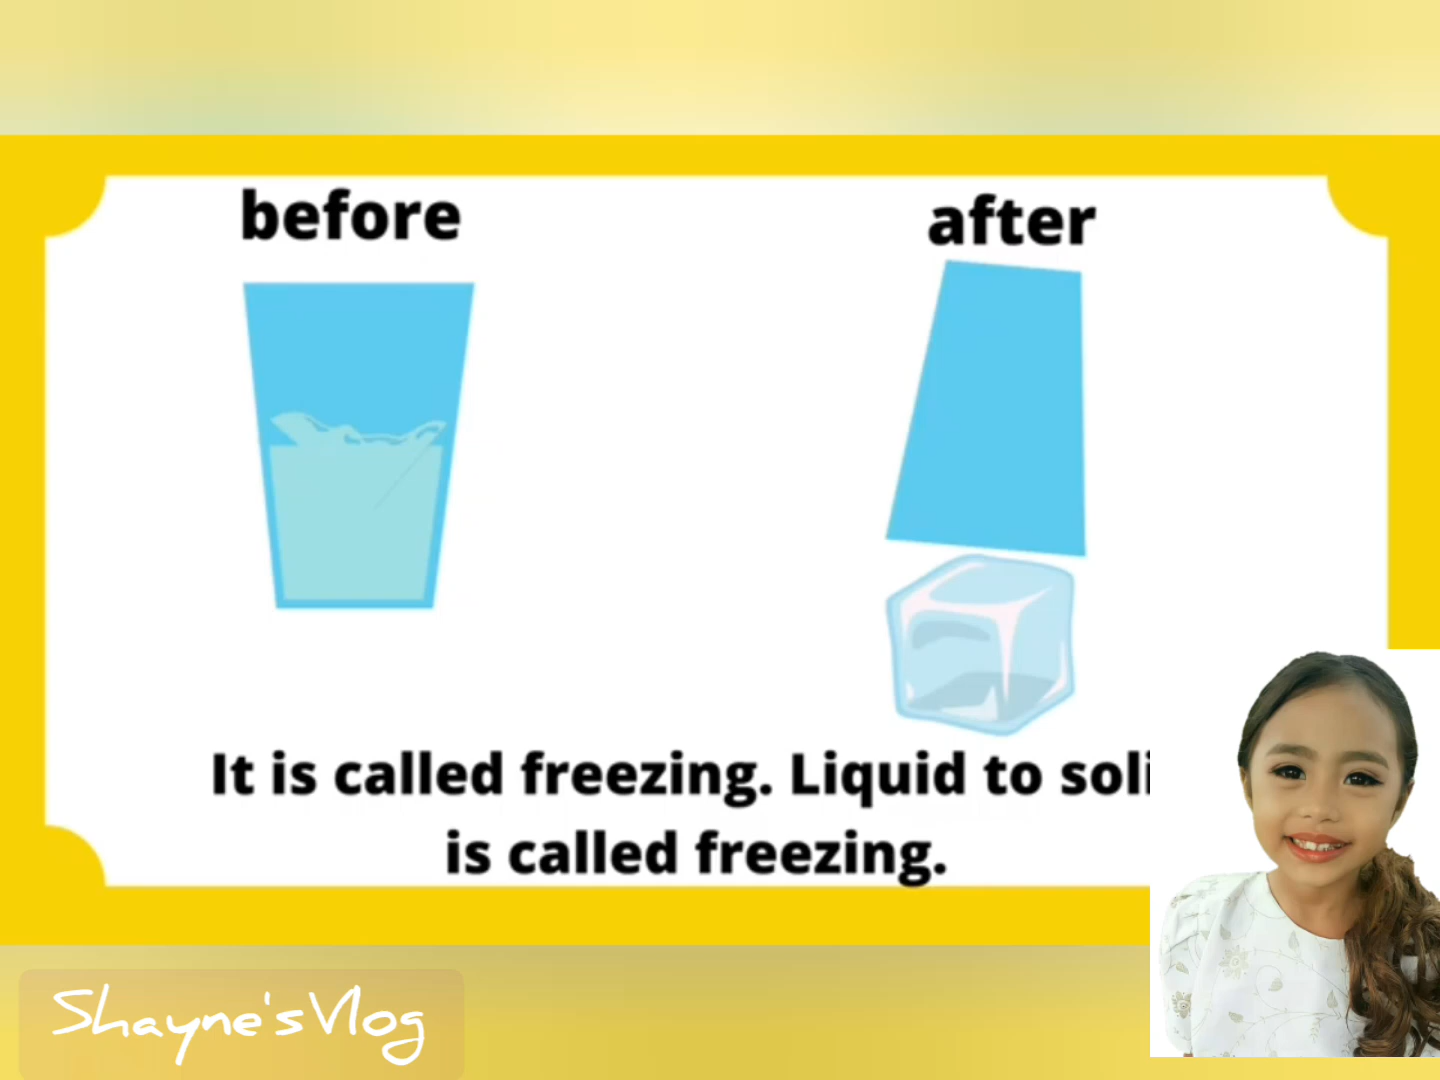 before
after
It is called freezing. Liquid to soli
is called freezing.
Shayne's Vlog